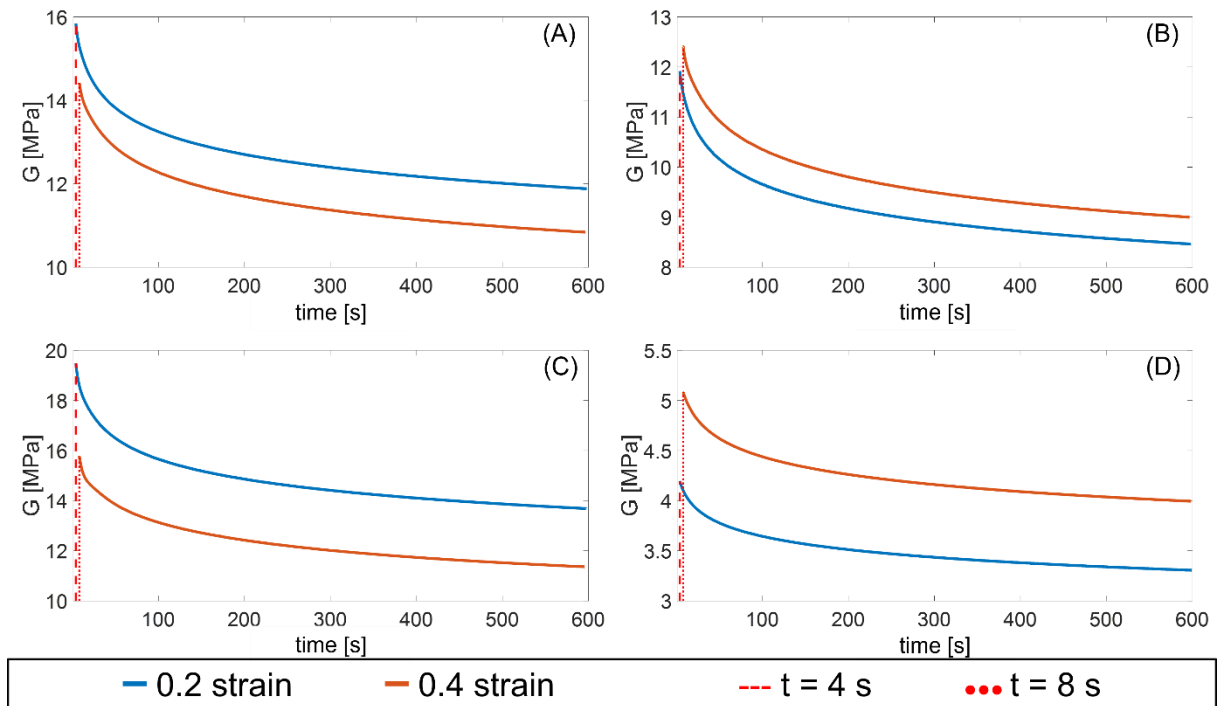 (A)
G [MPa]
16
14
12
10
100 200 300 400 500 600
time [s]
(B)
G [MPa]
13
12
11
10
9
8
100 200 300 400 500 600
time [s]
(C)
G [MPa]
20
18
16
14
12
10
100 200 300 400 500 600
time [s]
(D)
G [MPa]
5.5
5
4.5
4
3.5
3
100 200 300 400 500 600
time [s]
0.2 strain 0.4 strain t = 4 s t = 8 s